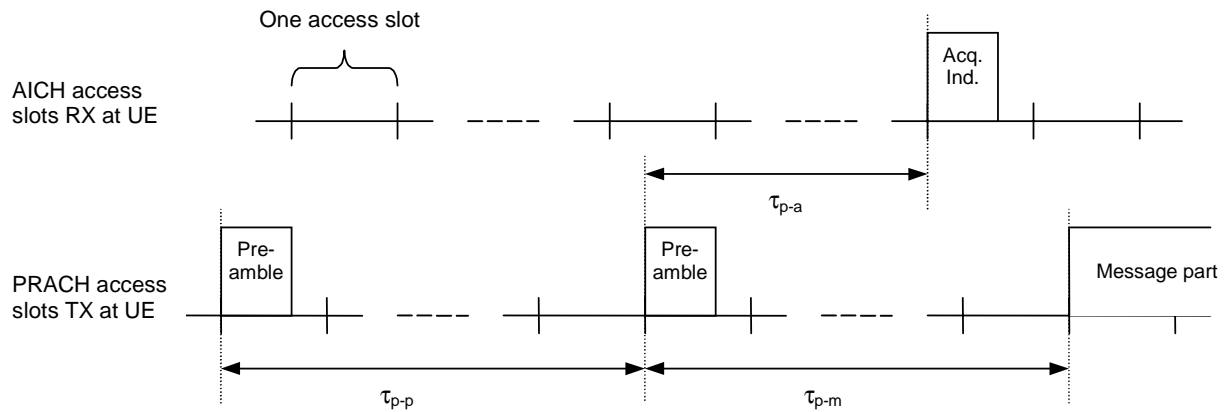 One access slot
AICH access
slots RX at UE
Acq.
Ind.
τp-a
Pre-
amble
Pre-
amble
Message part
PRACH access
slots TX at UE
τp-p
τp-m